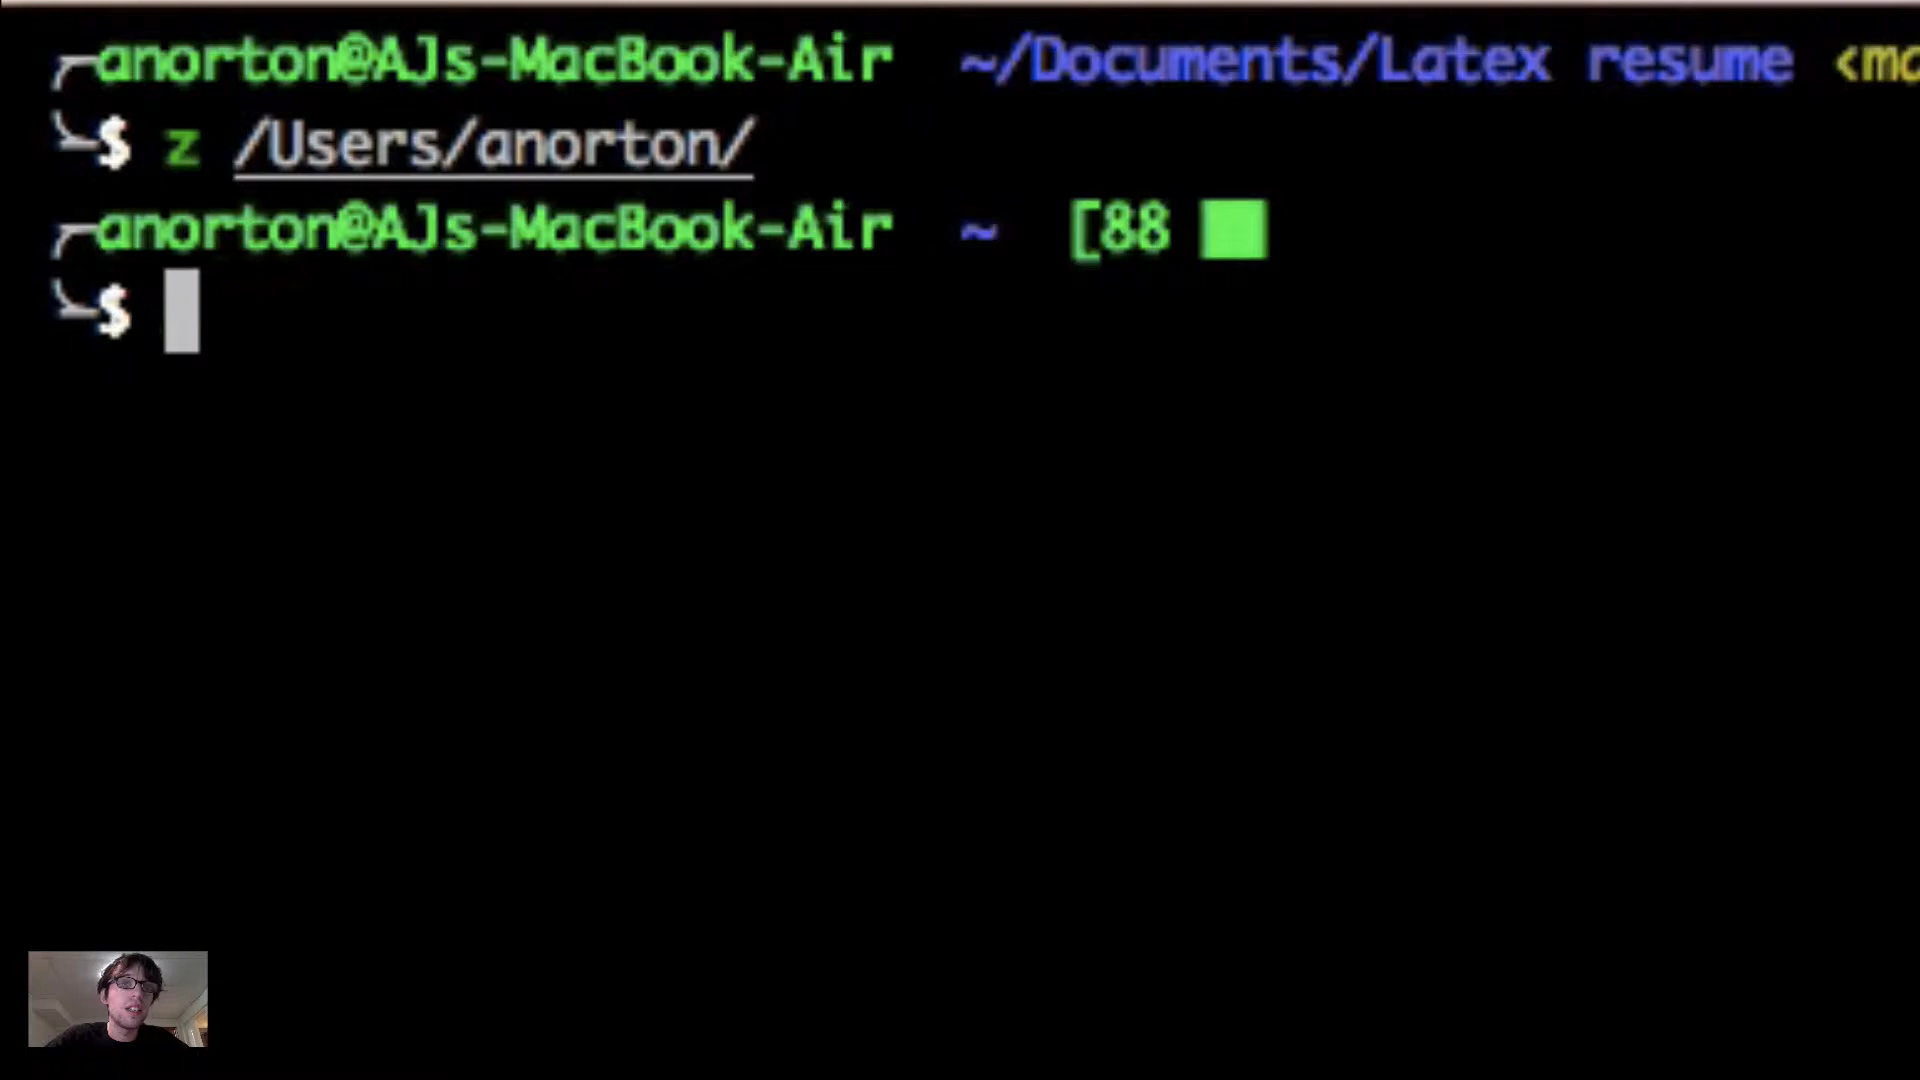 anorton@AJs-MacBook-Air ~/Documents/Latex resume
$ z /Users/anorton/
anorton@AJs-MacBook-Air ~ [88
$